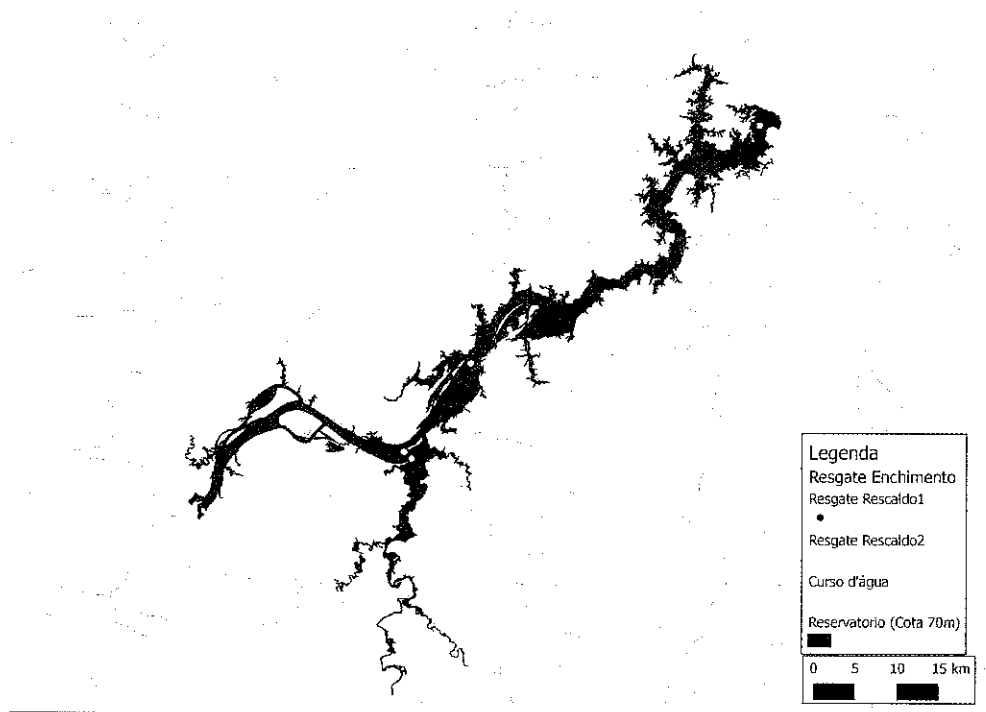 Legenda
Resgate Enchimento
Resgate Rescaldo1
Resgate Rescaldo2
Curso d'água
Reservatorio (Cota 70m)
0 5 10 15 km